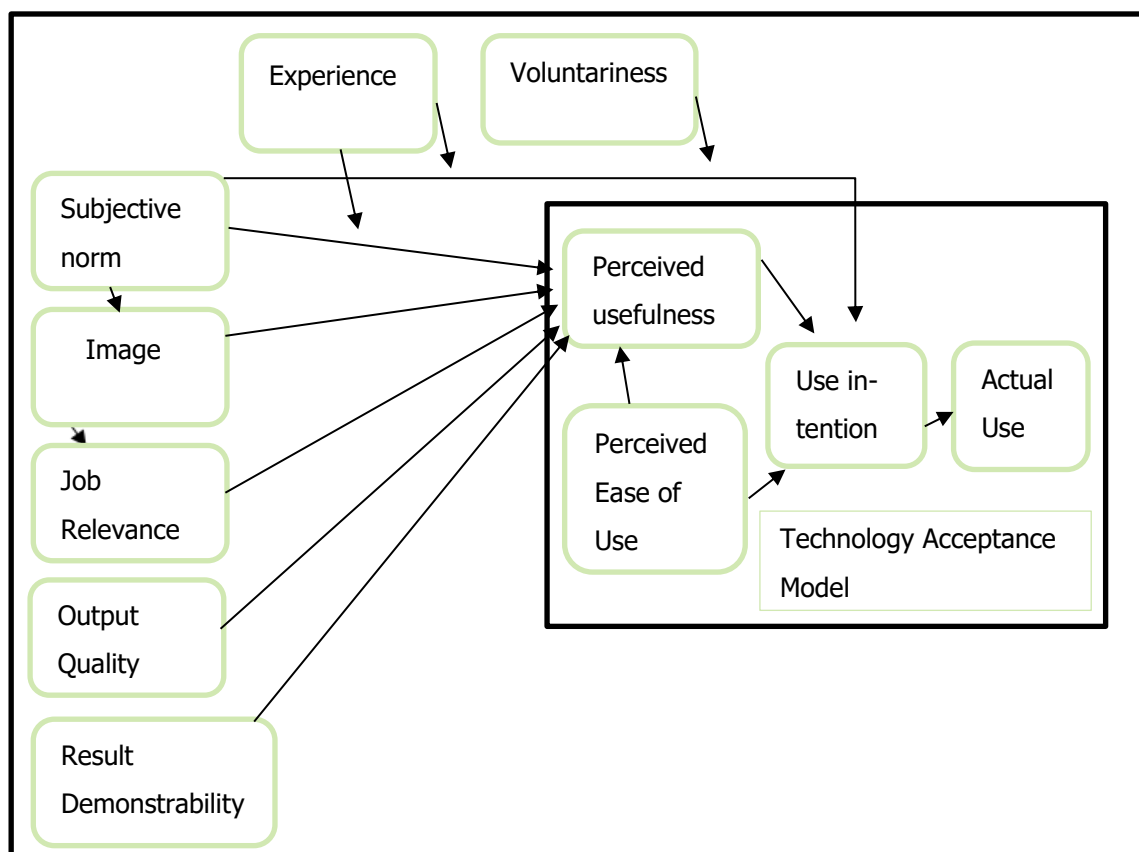 Experience
Voluntariness
Subjective
norm
Image
Job
Relevance
Output
Quality
Result
Demonstrability
Perceived
usefulness
Perceived
Ease of
Use
Use in-
tention
Actual
Use
Technology Acceptance
Model